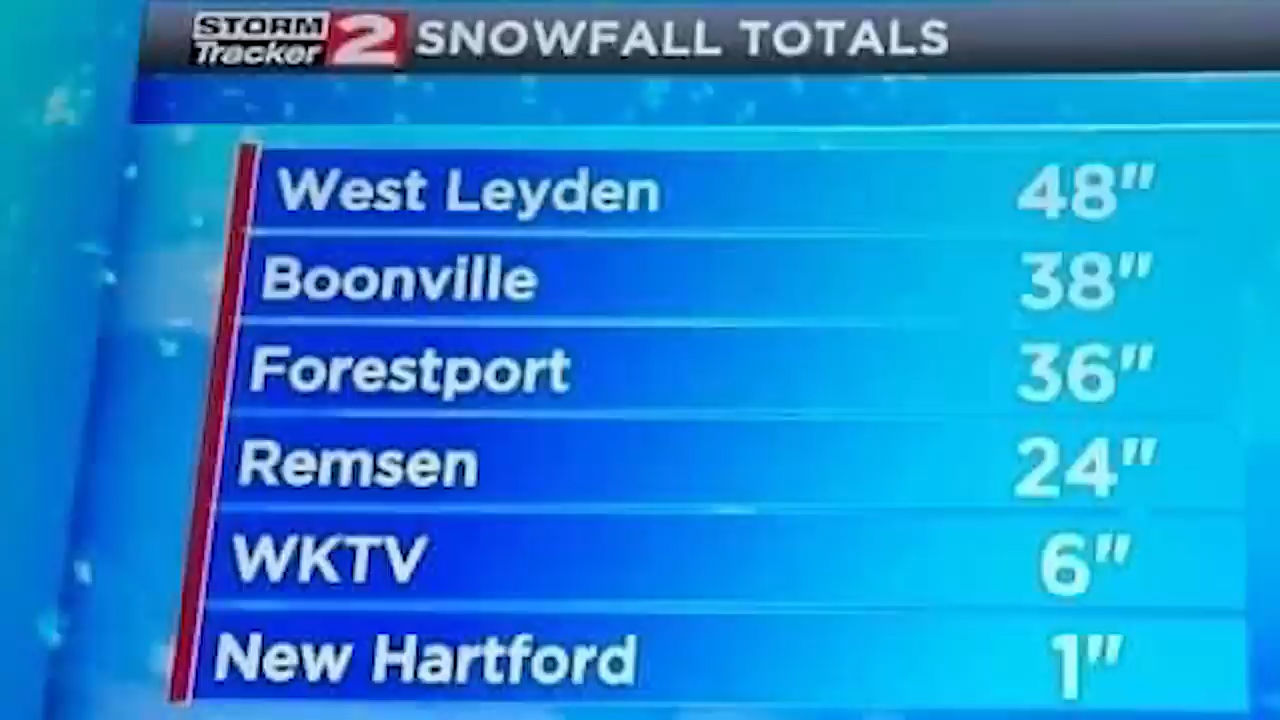 STORM Tracker 2 SNOWFALL TOTALS
West Leyden 48"
Boonville 38"
Forestport 36"
Remsen 24"
WKTV 6"
New Hartford 1"